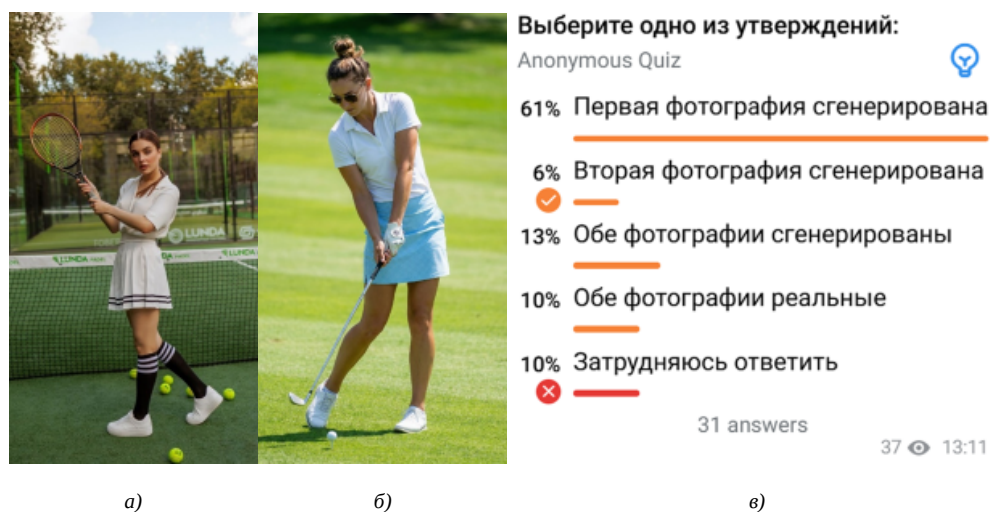 Выберите одно из утверждений:
Anonymous Quiz
61% Первая фотография сгенерирована
6% Вторая фотография сгенерирована
13% Обе фотографии сгенерированы
10% Обе фотографии реальные
10% Затрудняюсь ответить
31 answers
37 13:11
LUNDA
LUNDA
LUNDA
а) б) в)